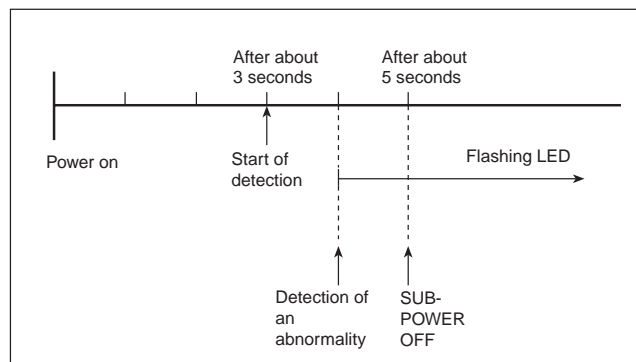 After about
3 seconds
After about
5 seconds
Power on
Start of
detection
Flashing LED
Detection of
an
abnormality
SUB-
POWER
OFF